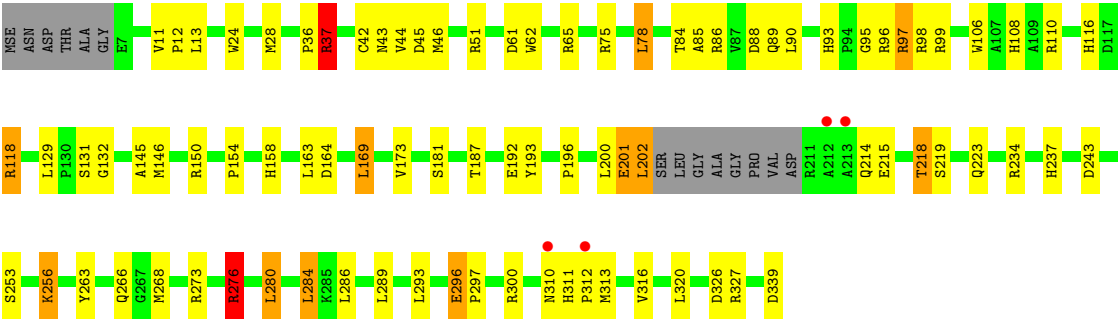 MSE ASN ASP THR ALA GLY E7 V11 P12 L13 W24 M28 P36 R37 C42 N43 V44 D45 M46 R51 D61 W62 R65 R75 L78 T84 A85 R86 V87 D88 Q89 L90 H93 P94 G95 R96 R97 R98 R99 W106 A107 H108 A109 R110 H116 D117
R118 L129 P130 S131 G132 A145 M146 R150 P154 H158 L163 D164 L169 V173 S181 T187 E192 Y193 P196 L200 E201 L202 SER LEU GLY ALA GLY PRO VAL ASP R211 A212 A213 Q214 E215 T218 S219 Q223 R234 H237 D243
S253 K256 Y263 Q266 G267 M268 R273 R276 L280 L284 K285 L286 L289 L293 E296 P297 R300 N310 H311 P312 M313 V316 L320 D326 R327 D339